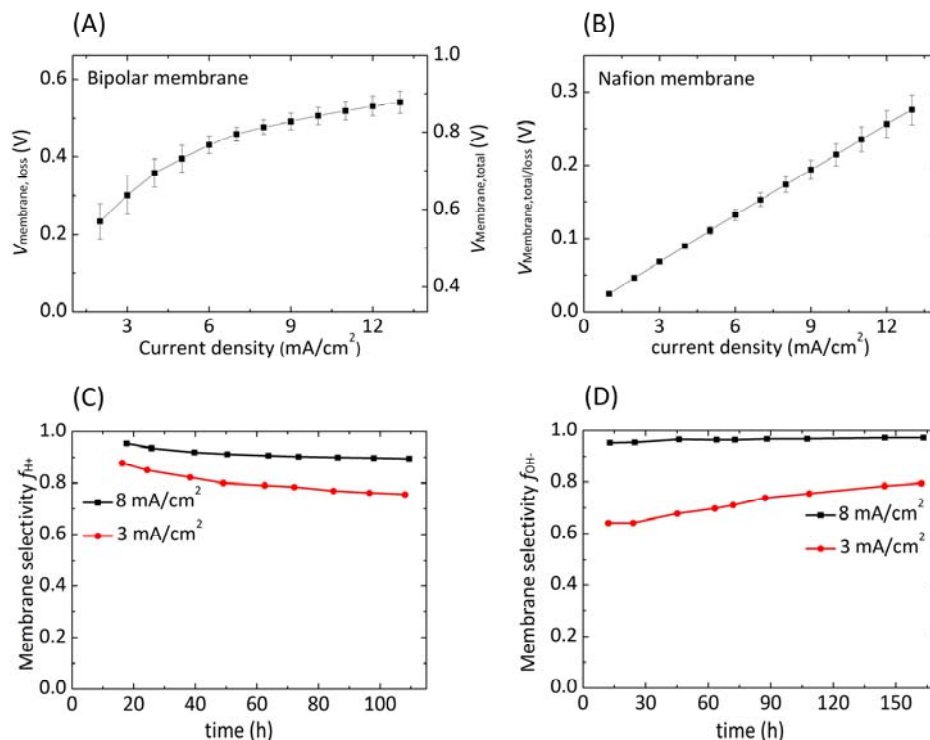 (A)
Bipolar membrane
V_membrane, loss (V)
0.6
0.4
0.2
0.0
1.0
0.8
0.6
0.4
V_Membrane,total (V)
3 6 9 12
Current density (mA/cm²)
(B)
Nafion membrane
V_Membrane,total/loss (V)
0.3
0.2
0.1
0.0
0 3 6 9 12
current density (mA/cm²)
(C)
Membrane selectivity f_H+
1.0
0.8
0.6
0.4
0.2
0.0
8 mA/cm²
3 mA/cm²
0 20 40 60 80 100
time (h)
(D)
Membrane selectivity f_OH-
1.0
0.8
0.6
0.4
0.2
0.0
8 mA/cm²
3 mA/cm²
0 30 60 90 120 150
time (h)